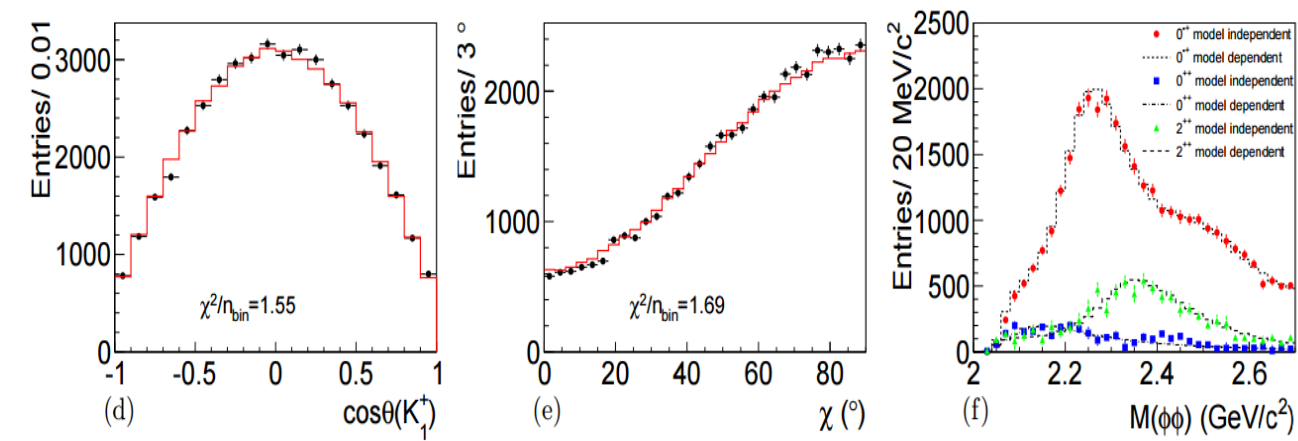 Entries/ 0.01
3000
2000
1000
0
χ²/n_bin=1.55
-1 -0.5 0 0.5 1
(d) cosθ(K₁⁺)
Entries/ 3 °
2000
1000
0
χ²/n_bin=1.69
0 20 40 60 80
(e) χ (°)
Entries/ 20 MeV/c²
2500
2000
1500
1000
500
0
0⁻⁺ model independent
0⁻⁺ model dependent
0⁺⁺ model independent
0⁺⁺ model dependent
2⁺⁺ model independent
2⁺⁺ model dependent
2 2.2 2.4 2.6
(f) M(ϕϕ) (GeV/c²)